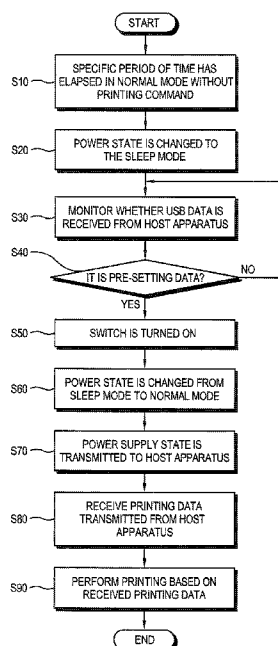 START
S10
SPECIFIC PERIOD OF TIME HAS
ELAPSED IN NORMAL MODE WITHOUT
PRINTING COMMAND
S20
POWER STATE IS CHANGED TO
THE SLEEP MODE
S30
MONITOR WHETHER USB DATA IS
RECEIVED FROM HOST APPARATUS
S40
IT IS PRE-SETTING DATA?
NO
YES
S50
SWITCH IS TURNED ON
S60
POWER STATE IS CHANGED FROM
SLEEP MODE TO NORMAL MODE
S70
POWER SUPPLY STATE IS
TRANSMITTED TO HOST APPARATUS
S80
RECEIVE PRINTING DATA
TRANSMITTED FROM HOST
APPARATUS
S90
PERFORM PRINTING BASED ON
RECEIVED PRINTING DATA
END